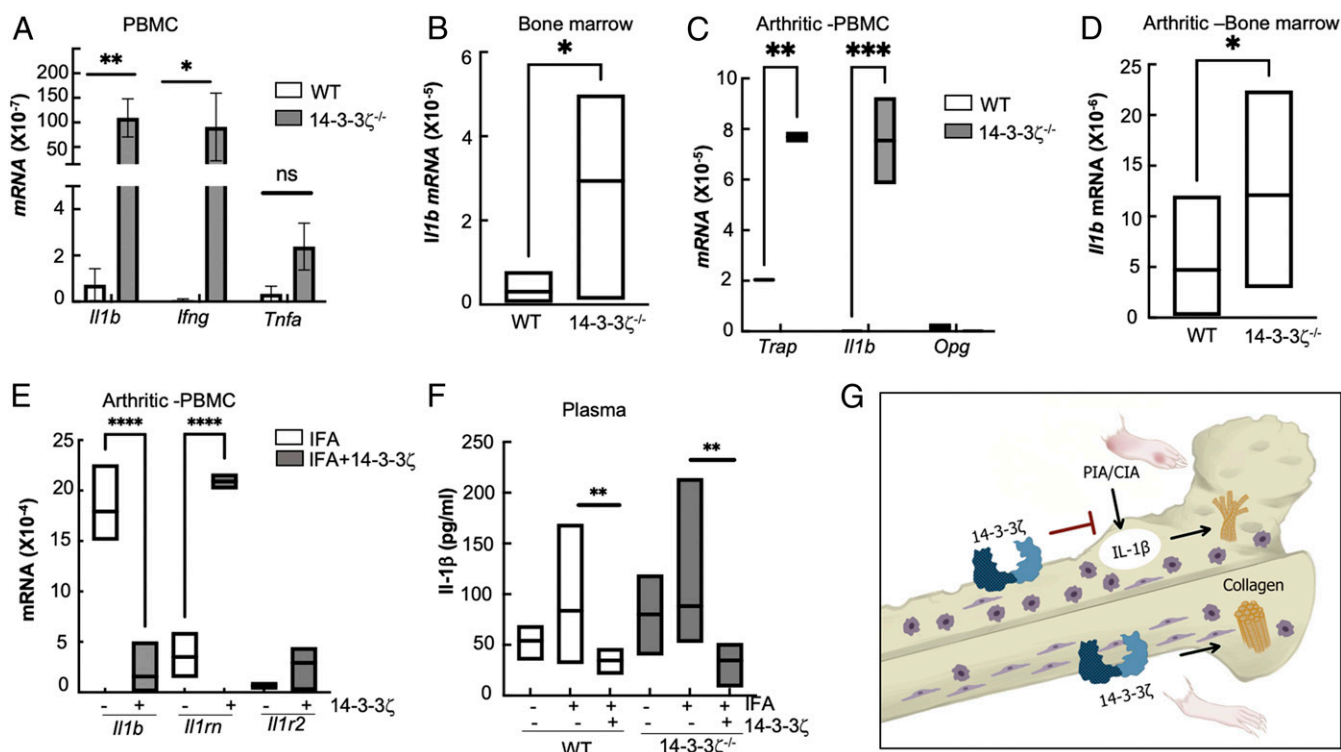 A
PBMC
mRNA (X10-7)
200
150
100
50
4
2
0
**
*
ns
WT
14-3-3ζ-/-
Il1b
Ifng
Tnfa
B
Bone marrow
Il1b mRNA (X10-5)
6
4
2
0
*
WT
14-3-3ζ-/-
C
Arthritic -PBMC
mRNA (X10-5)
10
8
6
4
2
0
**
***
WT
14-3-3ζ-/-
Trap
Il1b
Opg
D
Arthritic –Bone marrow
Il1b mRNA (X10-6)
25
20
15
10
5
0
*
WT
14-3-3ζ-/-
E
Arthritic -PBMC
mRNA (X10-4)
25
20
15
10
5
0
****
****
IFA
IFA+14-3-3ζ
- + - + - + 14-3-3ζ
Il1b
Il1rn
Il1r2
F
Plasma
Il-1β (pg/ml)
250
200
150
100
50
0
**
**
- + + - + + IFA
- - + - - + 14-3-3ζ
WT
14-3-3ζ-/-
G
PIA/CIA
14-3-3ζ
IL-1β
Collagen
14-3-3ζ